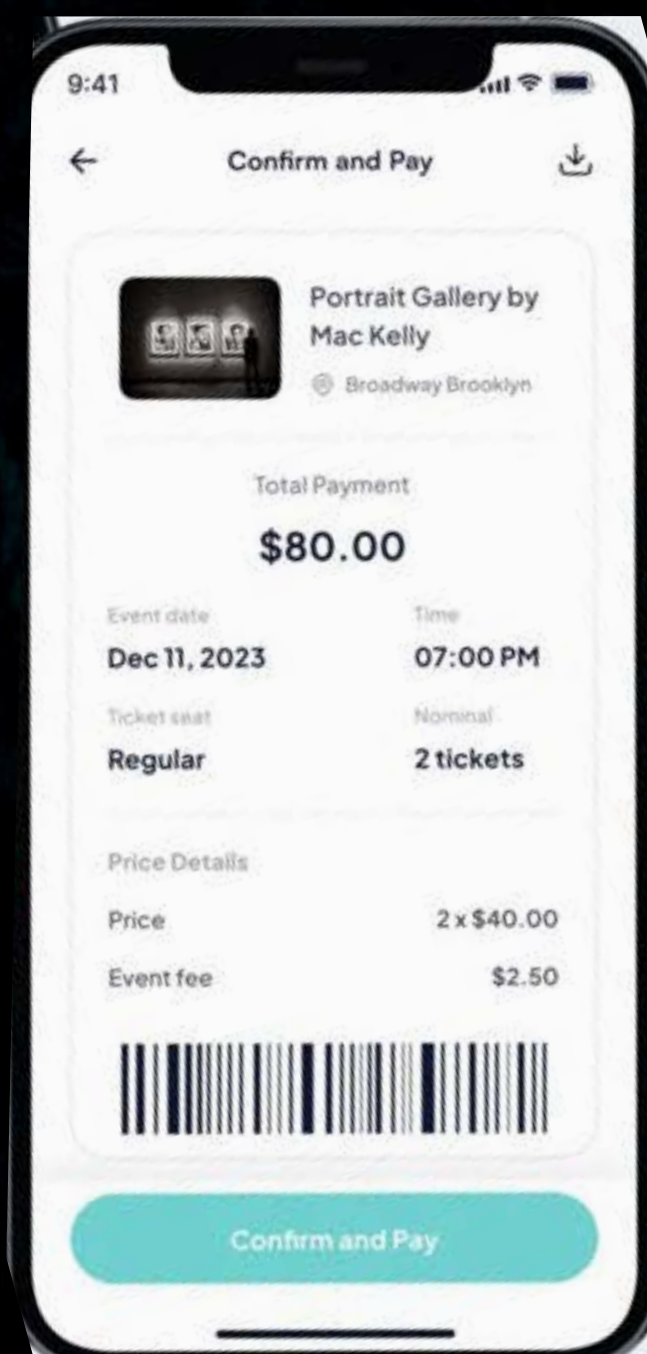 9:41
Confirm and Pay
Portrait Gallery by
Mac Kelly
Broadway Brooklyn
Total Payment
$80.00
Event date
Time
Dec 11, 2023
07:00 PM
Ticket seat
Nominal
Regular
2 tickets
Price Details
Price
2 x $40.00
Event fee
$2.50
Confirm and Pay